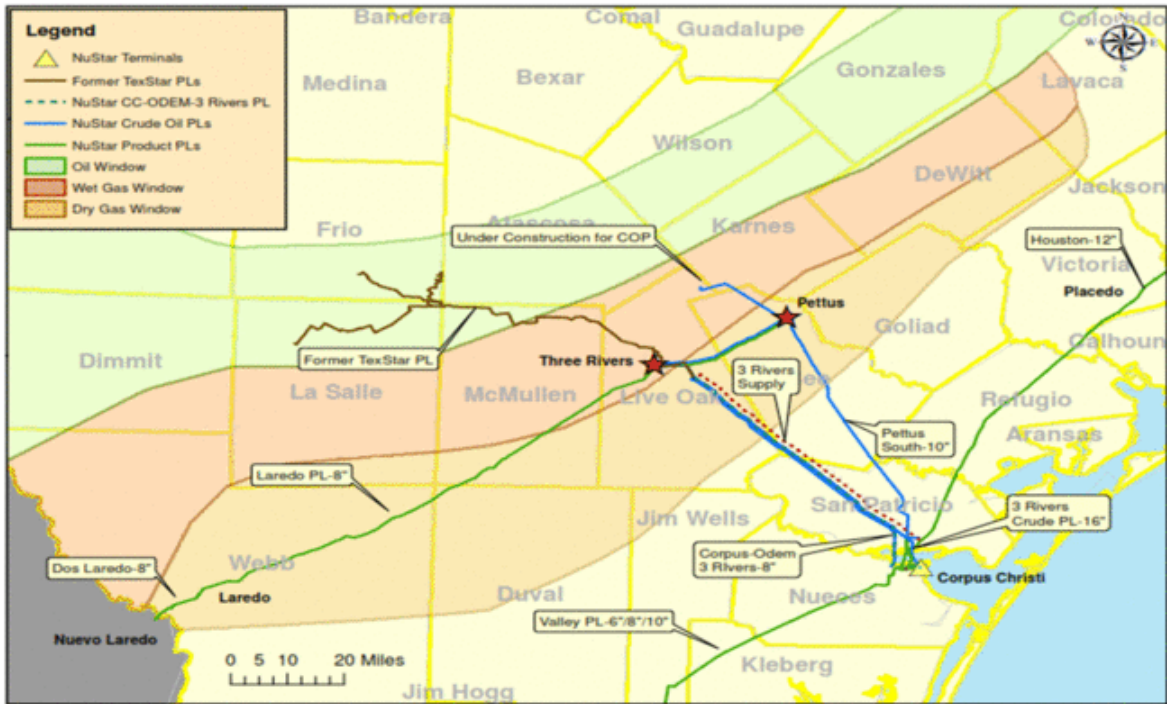 Legend
NuStar Terminals
Former TexStar PLs
NuStar CC-ODEM-3 Rivers PL
NuStar Crude Oil PLs
NuStar Product PLs
Oil Window
Wet Gas Window
Dry Gas Window
Bandera
Comal
Guadalupe
Colorado
N
W
E
S
Medina
Bexar
Gonzales
Lavaca
Wilson
DeWitt
Jackson
Frio
Atascosa
Karnes
Under Construction for COP
Houston-12"
Victoria
Placedo
Pettus
Goliad
Calhoun
Dimmit
Former TexStar PL
Three Rivers
3 Rivers
Supply
La Salle
McMullen
Live Oak
Refugio
Aransas
Pettus
South-10"
Laredo PL-8"
San Patricio
3 Rivers
Crude PL-16"
Jim Wells
Corpus-Odem
3 RIvers-8"
Webb
Dos Laredo-8"
Corpus Christi
Laredo
Duval
Nueces
Nuevo Laredo
Valley PL-6"/8"/10"
0 5 10 20 Miles
Kleberg
Jim Hogg